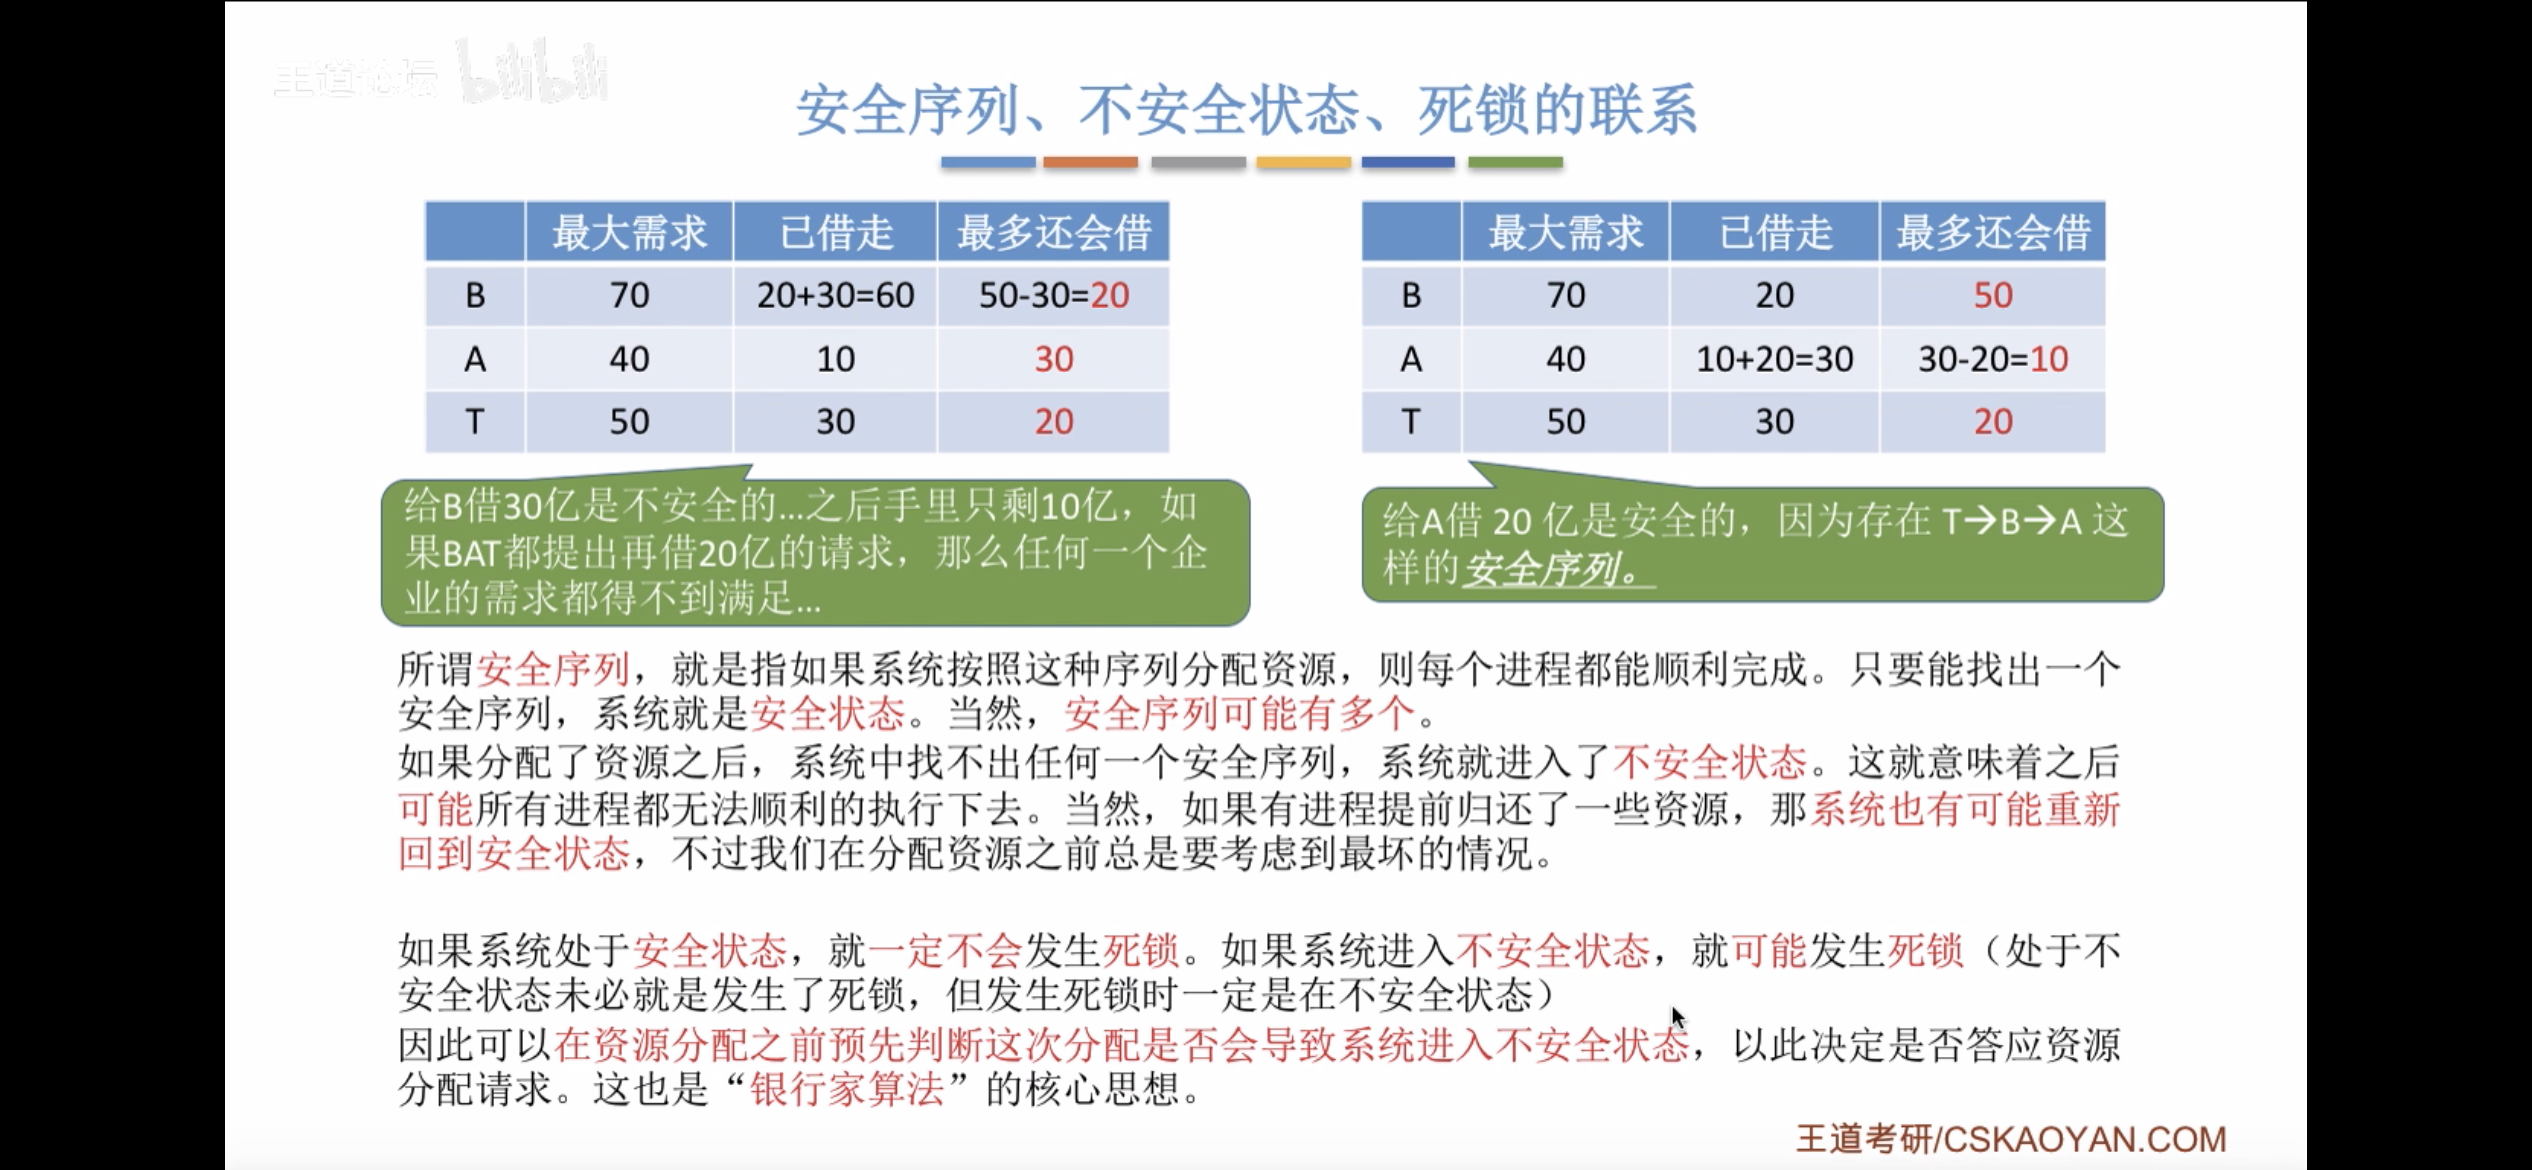 王道论坛 bilibili
安全序列、不安全状态、死锁的联系
最大需求 已借走 最多还会借
B 70 20+30=60 50-30=20
A 40 10 30
T 50 30 20
给B借30亿是不安全的...之后手里只剩10亿，如
果BAT都提出再借20亿的请求，那么任何一个企
业的需求都得不到满足...
最大需求 已借走 最多还会借
B 70 20 50
A 40 10+20=30 30-20=10
T 50 30 20
给A借 20 亿是安全的，因为存在 T→B→A 这
样的安全序列。
所谓安全序列，就是指如果系统按照这种序列分配资源，则每个进程都能顺利完成。只要能找出一个
安全序列，系统就是安全状态。当然，安全序列可能有多个。
如果分配了资源之后，系统中找不出任何一个安全序列，系统就进入了不安全状态。这就意味着之后
可能所有进程都无法顺利的执行下去。当然，如果有进程提前归还了一些资源，那系统也有可能重新
回到安全状态，不过我们在分配资源之前总是要考虑到最坏的情况。
如果系统处于安全状态，就一定不会发生死锁。如果系统进入不安全状态，就可能发生死锁（处于不
安全状态未必就是发生了死锁，但发生死锁时一定是在不安全状态）
因此可以在资源分配之前预先判断这次分配是否会导致系统进入不安全状态，以此决定是否答应资源
分配请求。这也是“银行家算法”的核心思想。
王道考研/CSKAOYAN.COM